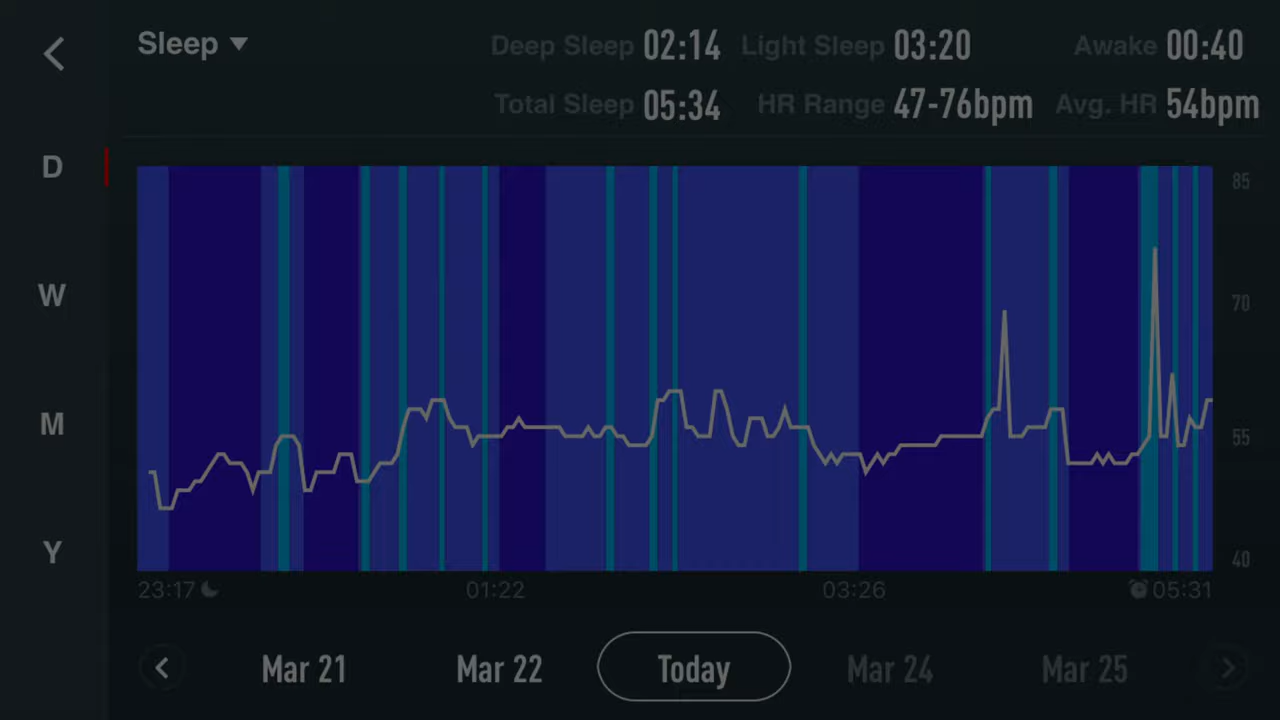 Sleep Deep Sleep 02:14 Light Sleep 03:20 Awake 00:40
Total Sleep 05:34 HR Range 47-76bpm Avg. HR 54bpm
D
85
W
70
M
55
Y
40
23:17 01:22 03:26 05:31
Mar 21 Mar 22 Today Mar 24 Mar 25